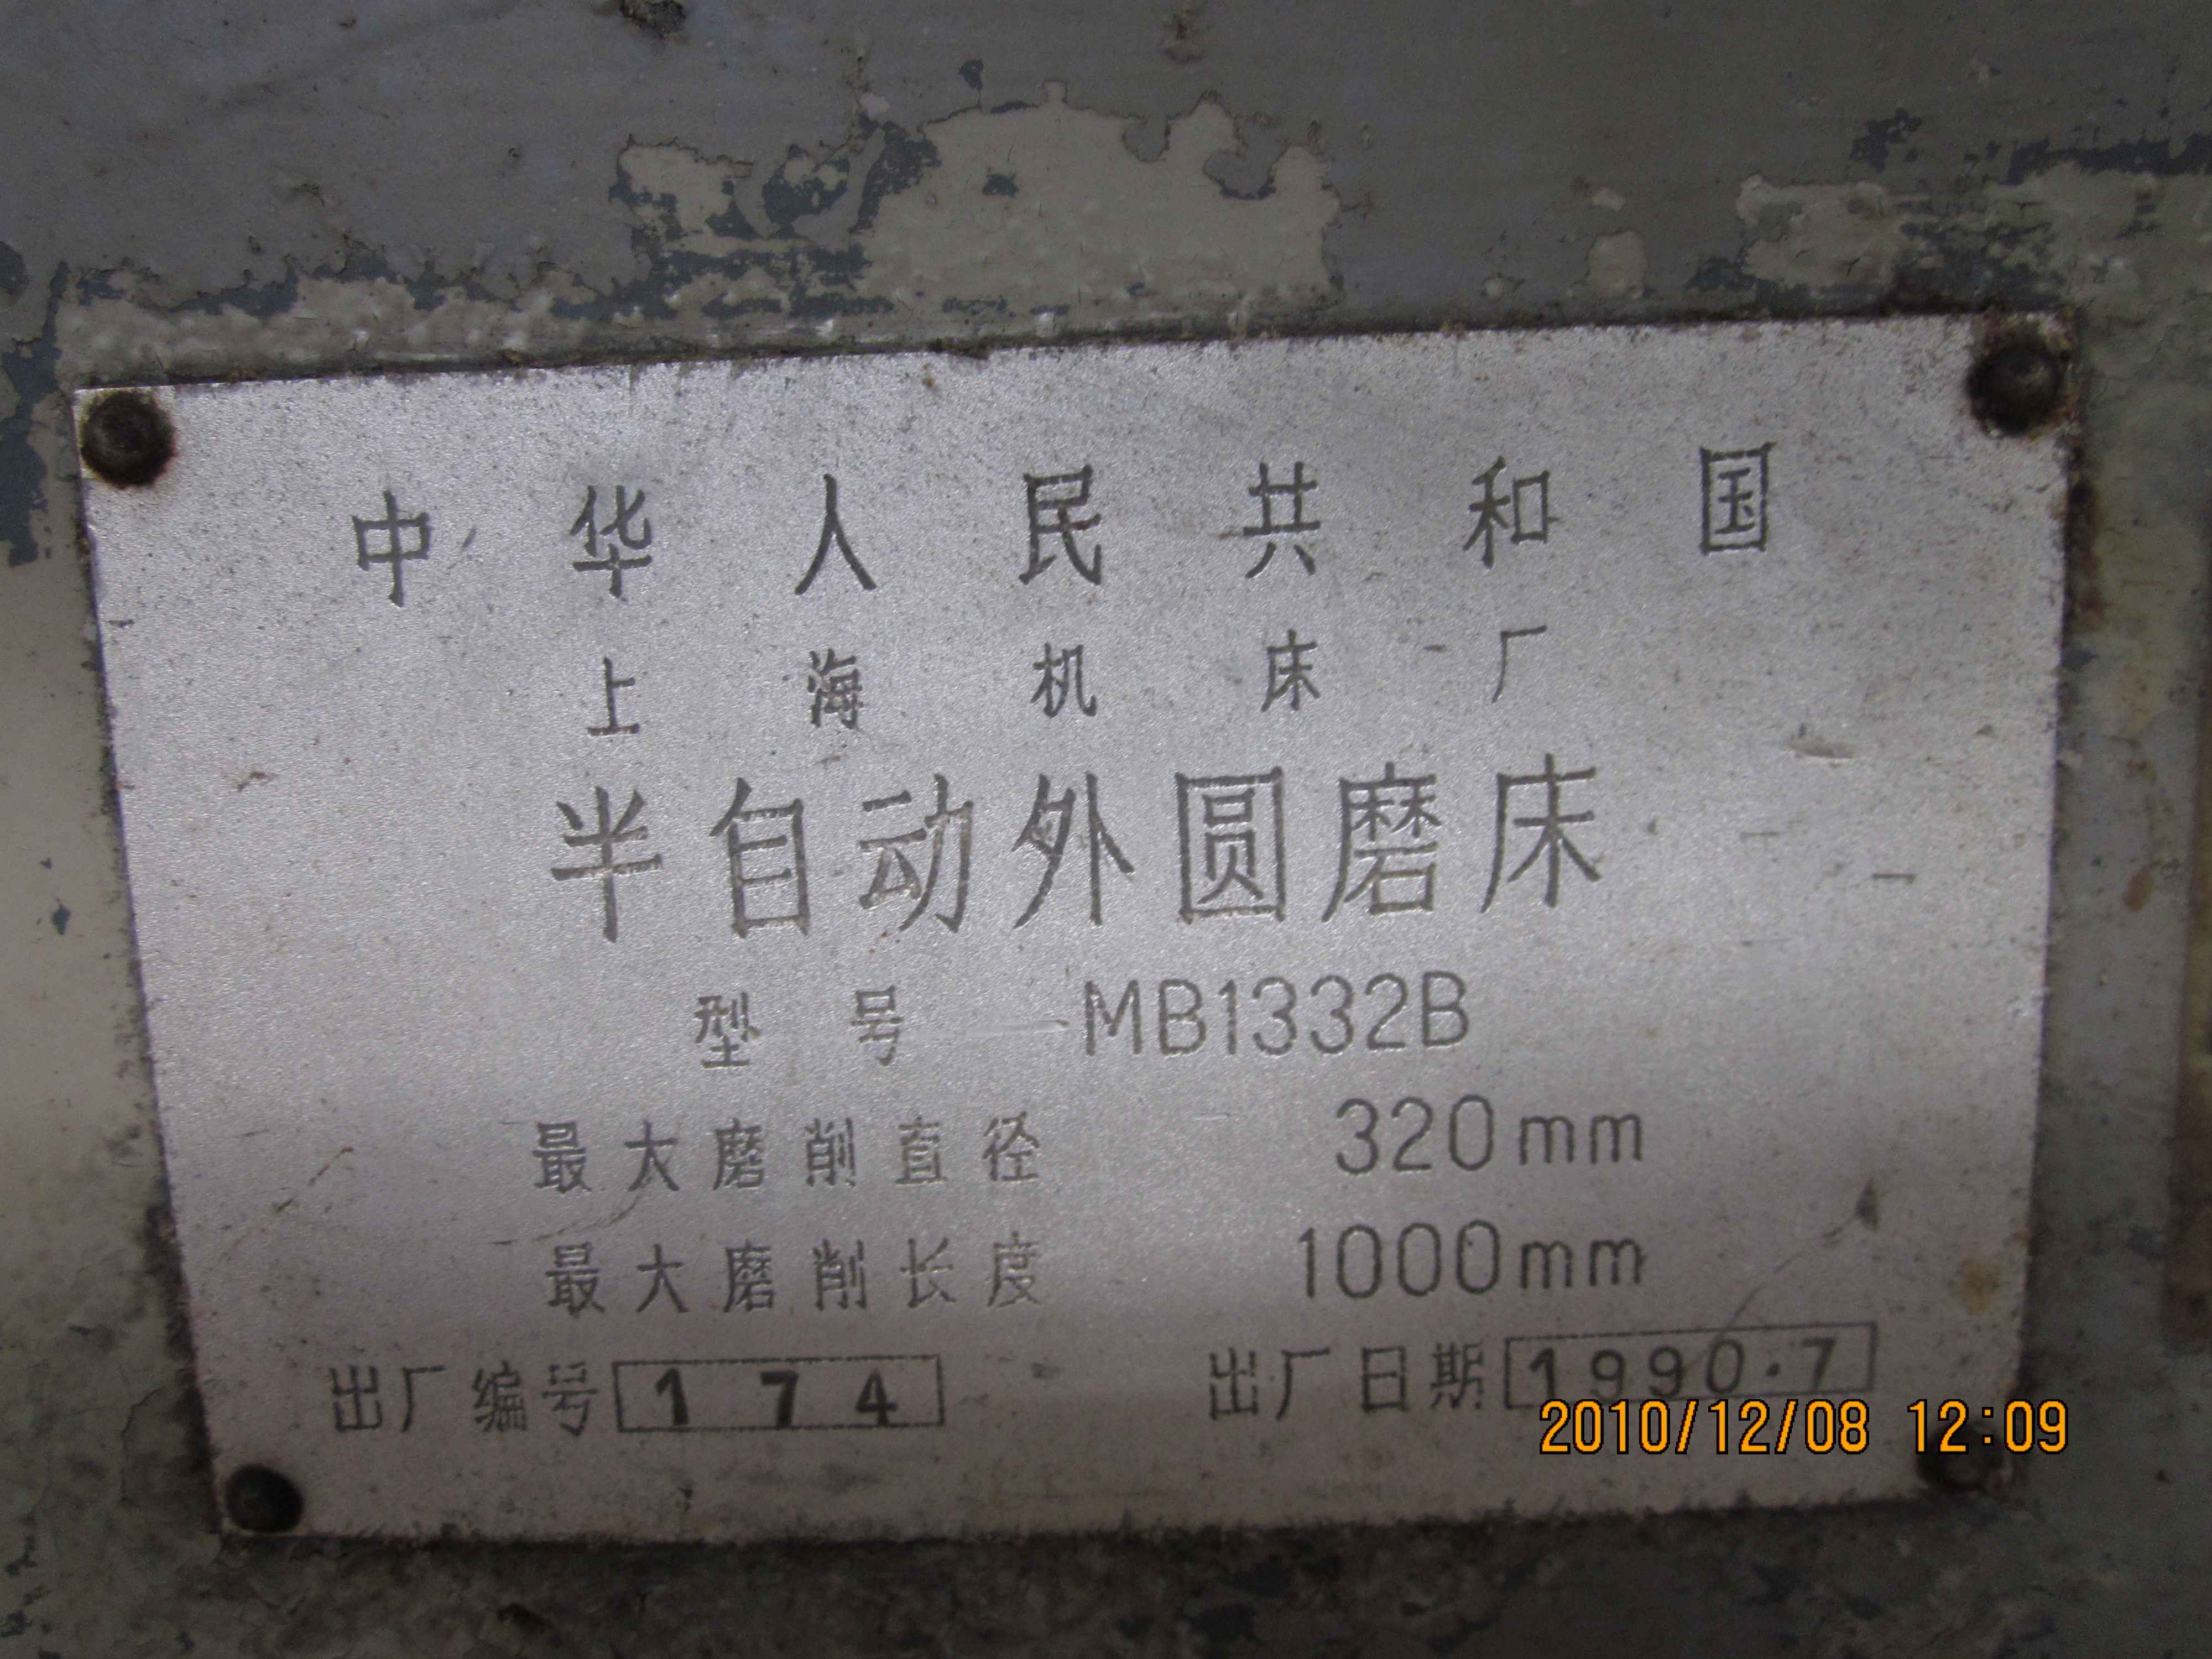 中华人民共和国
上海机床厂
半自动外圆磨床
型号 MB1332B
最大磨削直径 320mm
最大磨削长度 1000mm
出厂编号 174 出厂日期 1990.7
2010/12/08 12:09